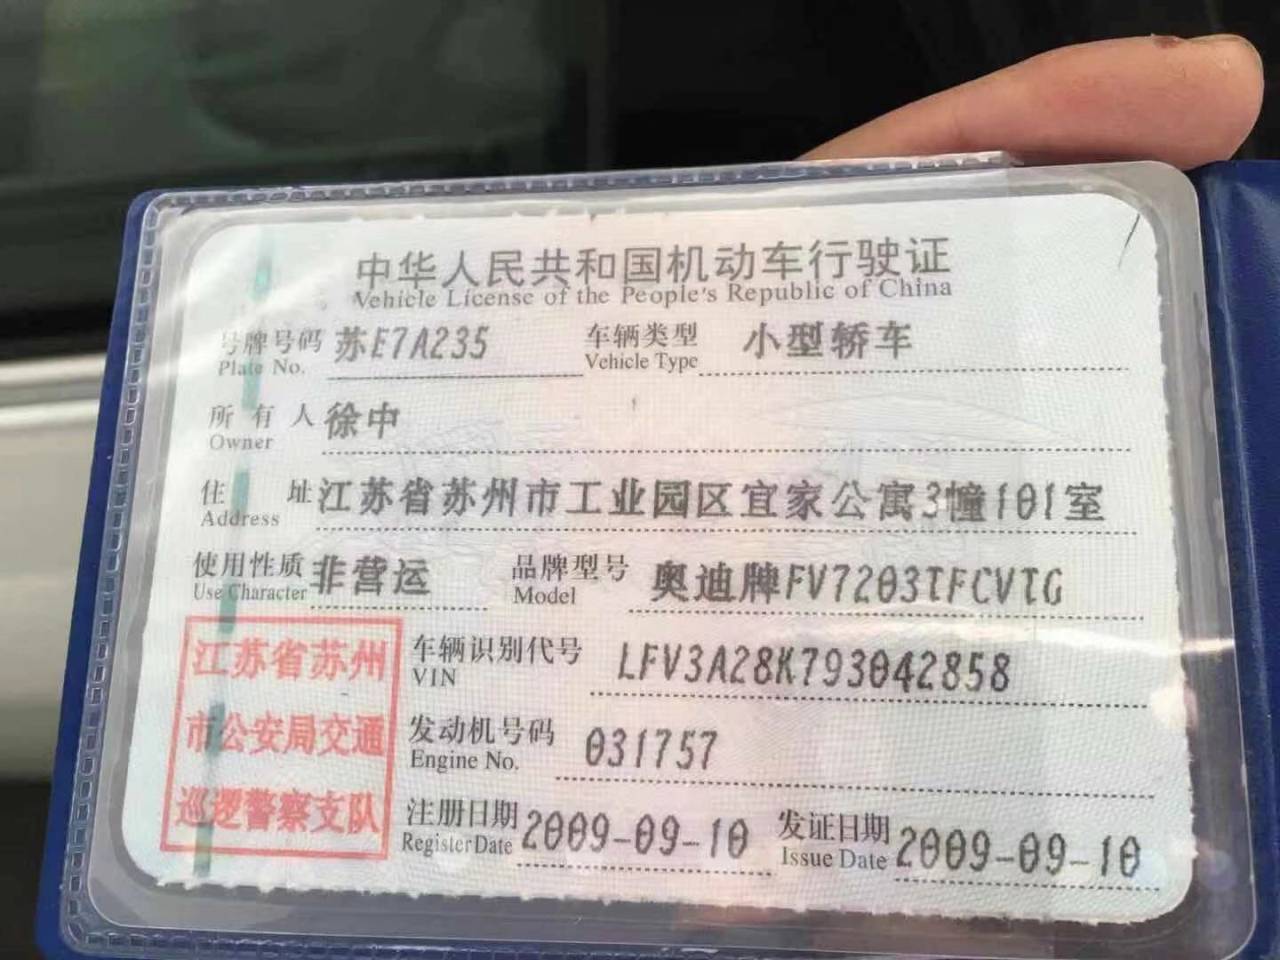 中华人民共和国机动车行驶证
Vehicle License of the People's Republic of China
号牌号码 苏E7A235 车辆类型 小型轿车
Plate No. Vehicle Type
所有人 徐中
Owner
住址 江苏省苏州市工业园区宜家公寓3幢101室
Address
使用性质 非营运 品牌型号 奥迪牌FV7203TFCVTG
Use Character Model
江苏省苏州
市公安局交通
巡逻警察支队
车辆识别代号 LFV3A28K793042858
VIN
发动机号码 031757
Engine No.
注册日期 2009-09-10 发证日期 2009-09-10
Register Date Issue Date